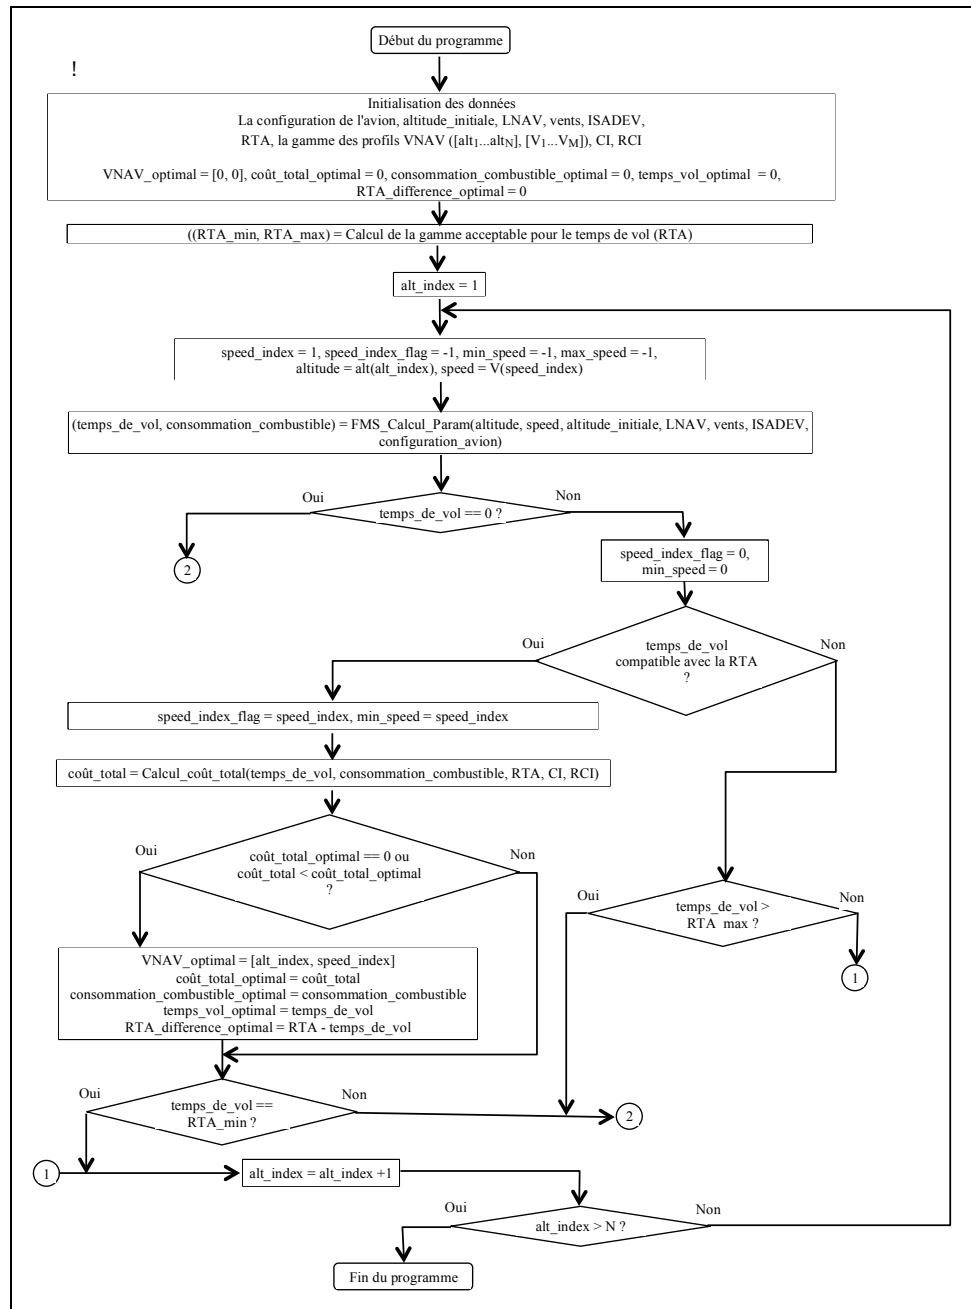 Début du programme
!
Initialisation des données
La configuration de l'avion, altitude_initiale, LNAV, vents, ISADEV,
RTA, la gamme des profils VNAV ([alt1...altN], [V1...VM]), CI, RCI
VNAV_optimal = [0, 0], coût_total_optimal = 0, consommation_combustible_optimal = 0, temps_vol_optimal = 0,
RTA_difference_optimal = 0
((RTA_min, RTA_max) = Calcul de la gamme acceptable pour le temps de vol (RTA)
alt_index = 1
speed_index = 1, speed_index_flag = -1, min_speed = -1, max_speed = -1,
altitude = alt(alt_index), speed = V(speed_index)
(temps_de_vol, consommation_combustible) = FMS_Calcul_Param(altitude, speed, altitude_initiale, LNAV, vents, ISADEV,
configuration_avion)
Oui
Non
temps_de_vol == 0 ?
2
speed_index_flag = 0,
min_speed = 0
Oui
Non
temps_de_vol
compatible avec la RTA
?
speed_index_flag = speed_index, min_speed = speed_index
coût_total = Calcul_coût_total(temps_de_vol, consommation_combustible, RTA, CI, RCI)
Oui
Non
coût_total_optimal == 0 ou
coût_total < coût_total_optimal
?
Oui
Non
temps_de_vol >
RTA_max ?
1
VNAV_optimal = [alt_index, speed_index]
coût_total_optimal = coût_total
consommation_combustible_optimal = consommation_combustible
temps_vol_optimal = temps_de_vol
RTA_difference_optimal = RTA - temps_de_vol
Oui
Non
temps_de_vol ==
RTA_min ?
2
1
alt_index = alt_index +1
Oui
Non
alt_index > N ?
Fin du programme